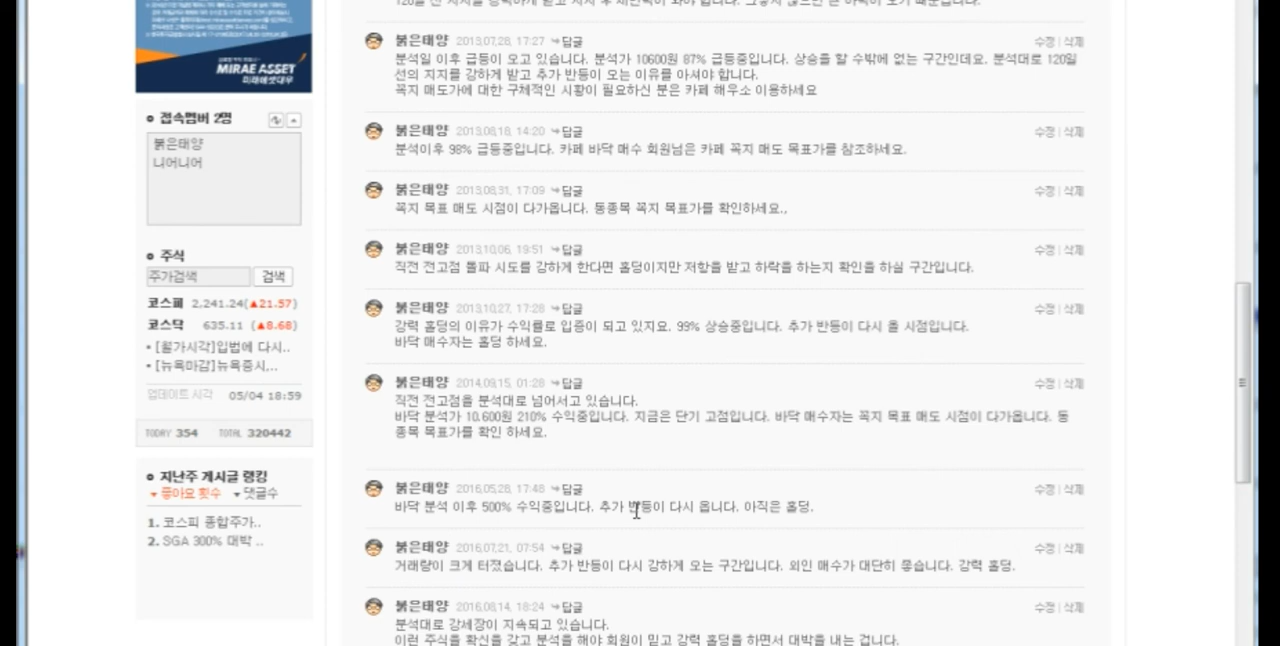 MIRAE ASSET
미래에셋대우
접속멤버 2명
붉은태양
니어니어
주식
주가검색 검색
코스피 2,241.24(▲21.57)
코스닥 635.11 (▲8.68)
• [월가시각]입법에 다시..
• [뉴욕마감]뉴욕증시,..
업데이트 시각 05/04 18:59
TODAY 354 TOTAL 320442
지난주 게시글 랭킹
▾ 좋아요 횟수 ▾ 댓글수
1. 코스피 종합주가..
2. SGA 300% 대박 ..
붉은태양 2013.07.28. 17:27 답글 수정 | 삭제
분석일 이후 급등이 오고 있습니다. 분석가 10600원 87% 급등중입니다. 상승을 할 수밖에 없는 구간인데요. 분석대로 120일
선의 지지를 강하게 받고 추가 반등이 오는 이유를 아셔야 합니다.
꼭지 매도가에 대한 구체적인 시황이 필요하신 분은 카페 해우소 이용하세요
붉은태양 2013.08.18. 14:20 답글 수정 | 삭제
분석이후 98% 급등중입니다. 카페 바닥 매수 회원님은 카페 꼭지 매도 목표가를 참조하세요.
붉은태양 2013.08.31. 17:09 답글 수정 | 삭제
꼭지 목표 매도 시점이 다가옵니다. 동종목 꼭지 목표가를 확인하세요.,
붉은태양 2013.10.06. 19:51 답글 수정 | 삭제
직전 전고점 돌파 시도를 강하게 한다면 홀딩이지만 저항을 받고 하락을 하는지 확인을 하실 구간입니다.
붉은태양 2013.10.27. 17:28 답글 수정 | 삭제
강력 홀딩의 이유가 수익률로 입증이 되고 있지요. 99% 상승중입니다. 추가 반등이 다시 올 시점입니다.
바닥 매수자는 홀딩 하세요.
붉은태양 2014.09.15. 01:28 답글 수정 | 삭제
직전 전고점을 분석대로 넘어서고 있습니다.
바닥 분석가 10.600원 210% 수익중입니다. 지금은 단기 고점입니다. 바닥 매수자는 꼭지 목표 매도 시점이 다가옵니다. 동
종목 목표가를 확인 하세요.
붉은태양 2016.05.28. 17:48 답글 수정 | 삭제
바닥 분석 이후 500% 수익중입니다. 추가 반등이 다시 옵니다. 아직은 홀딩.
붉은태양 2016.07.21. 07:54 답글 수정 | 삭제
거래량이 크게 터졌습니다. 추가 반등이 다시 강하게 오는 구간입니다. 외인 매수가 대단히 좋습니다. 강력 홀딩.
붉은태양 2016.08.14. 18:24 답글 수정 | 삭제
분석대로 강세장이 지속되고 있습니다.
이런 주식을 확신을 갖고 분석을 해야 회원이 믿고 강력 홀딩을 하면서 대박을 내는 겁니다.